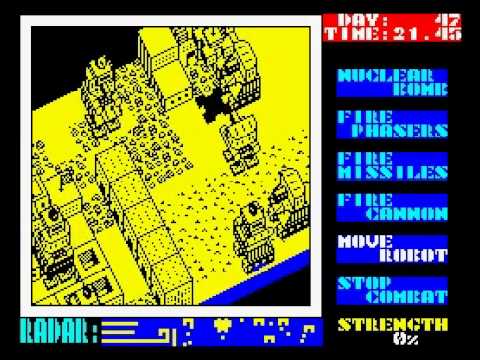 DAY: 47
TIME:21.45
NUCLEAR
BOMB
FIRE
PHASERS
FIRE
MISSILES
FIRE
CANNON
MOVE
ROBOT
STOP
COMBAT
STRENGTH
0%
RADAR: